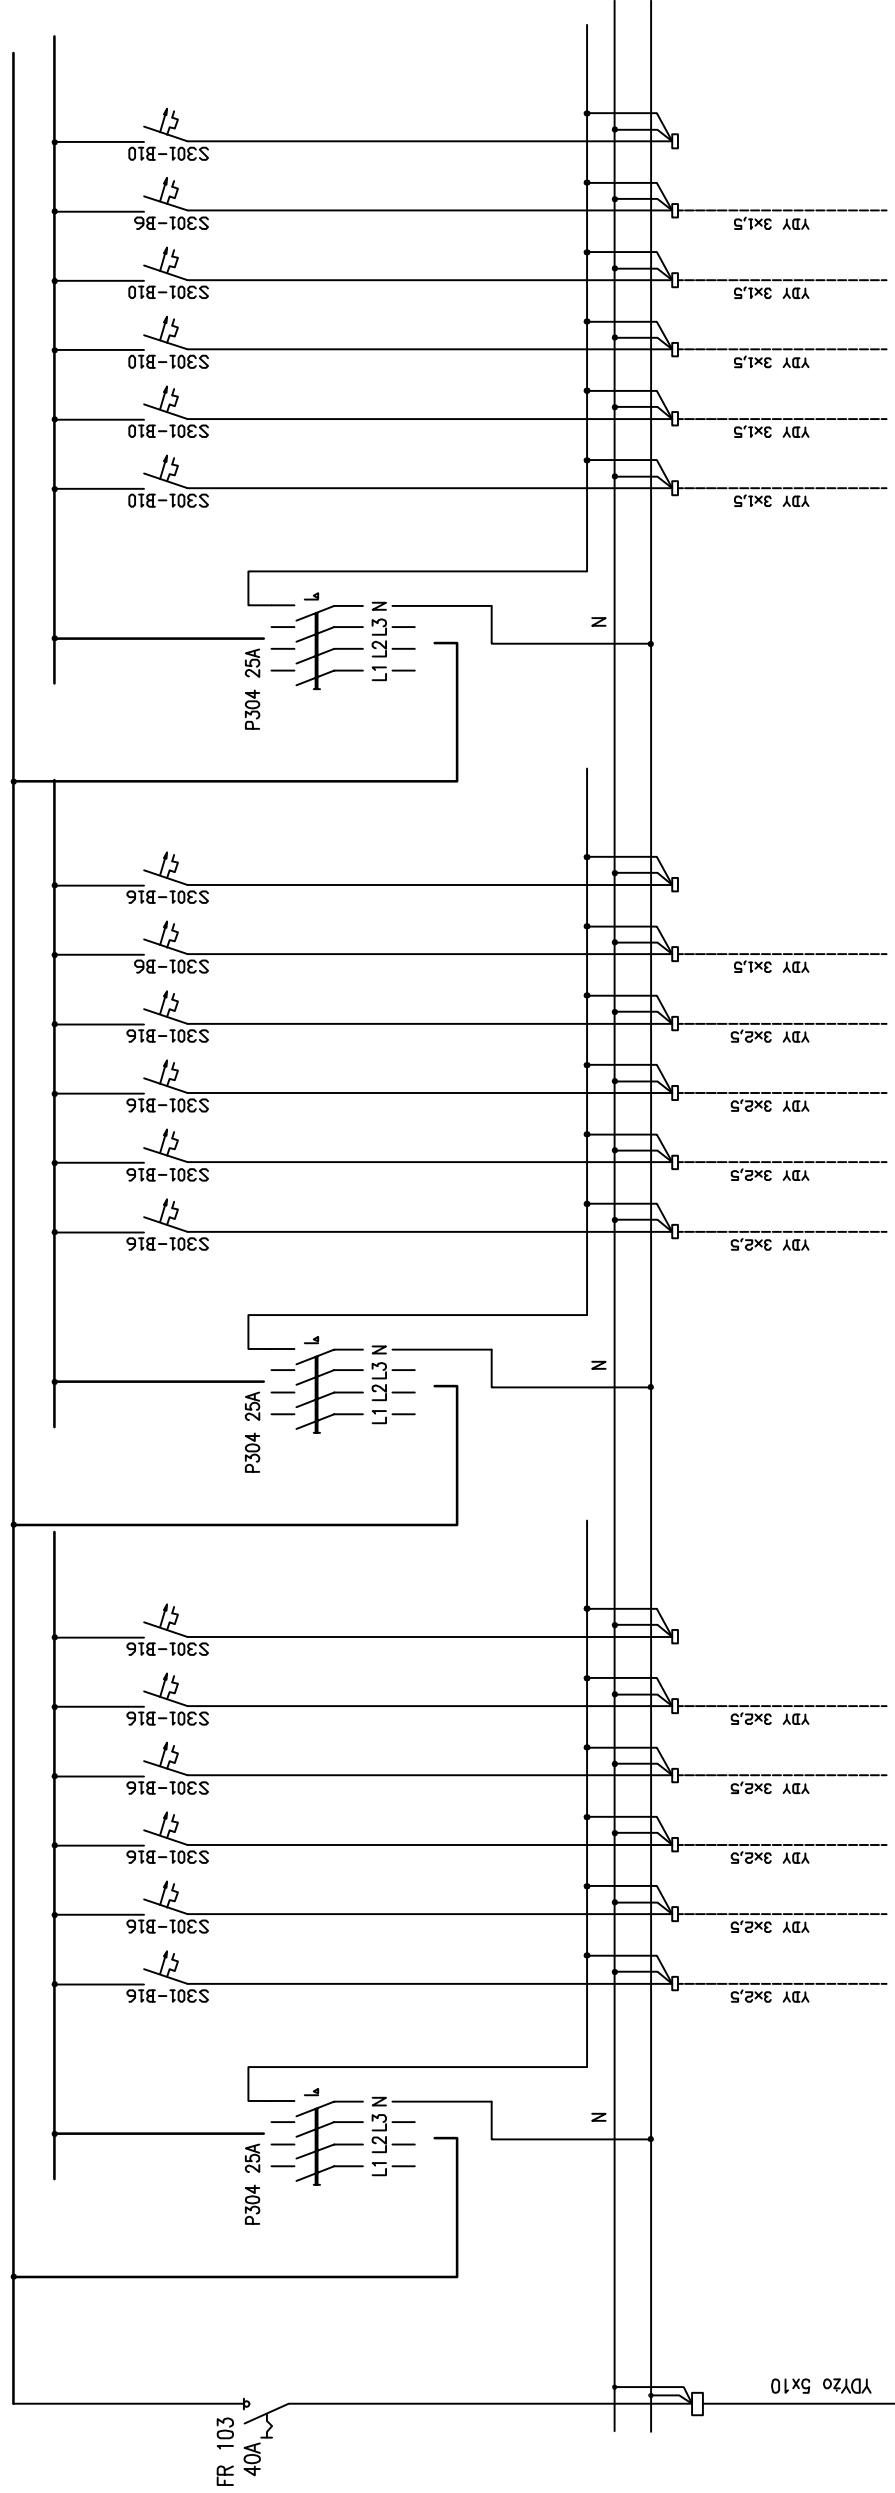 S301-B10
S301-B6
YDY 3x1,5
S301-B10
YDY 3x1,5
S301-B10
YDY 3x1,5
S301-B10
YDY 3x1,5
S301-B10
YDY 3x1,5
P304 25A
L1 L2 L3 N
N
S301-B16
S301-B6
YDY 3x1,5
S301-B16
YDY 3x2,5
S301-B16
YDY 3x2,5
S301-B16
YDY 3x2,5
S301-B16
YDY 3x2,5
P304 25A
L1 L2 L3 N
N
S301-B16
S301-B16
YDY 3x2,5
S301-B16
YDY 3x2,5
S301-B16
YDY 3x2,5
S301-B16
YDY 3x2,5
S301-B16
YDY 3x2,5
P304 25A
L1 L2 L3 N
N
YDYżo 5x10
FR 103
40A